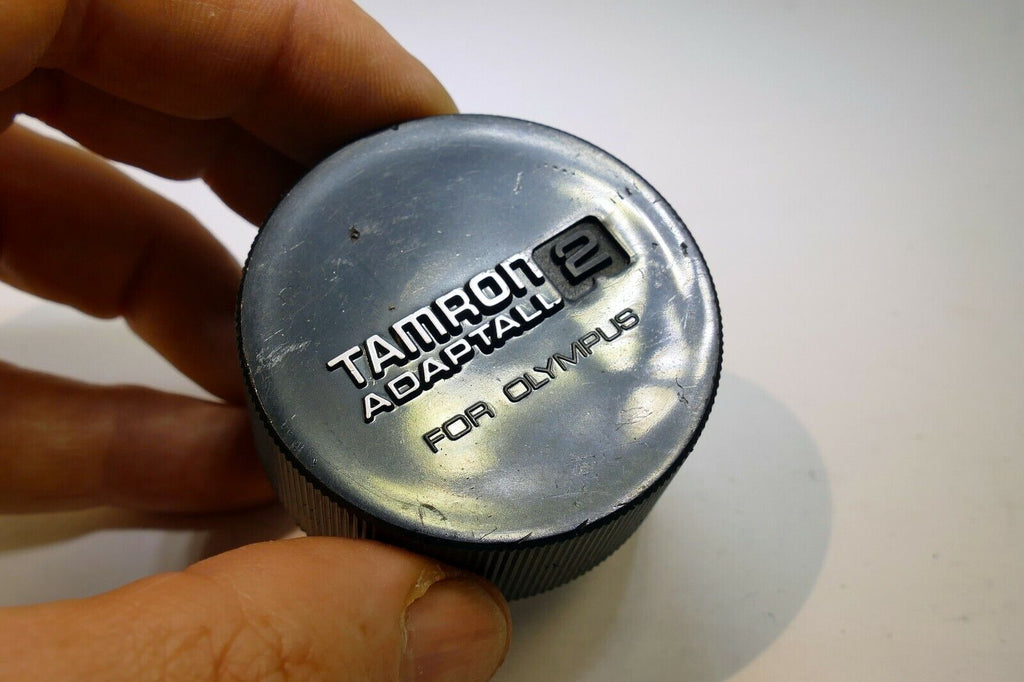 TAMRON 2
ADAPTALL
FOR OLYMPUS